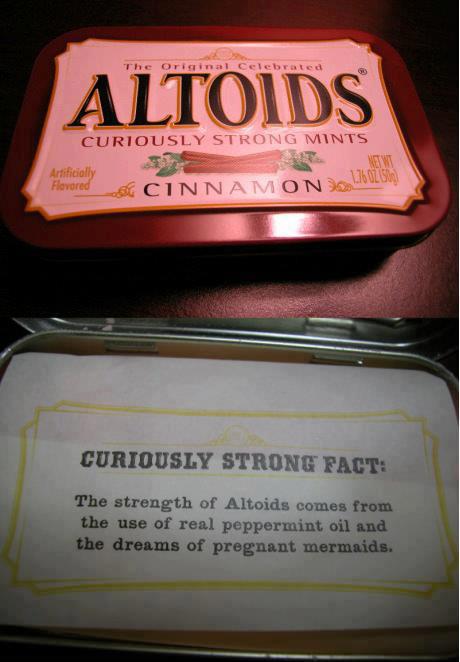 The Original Celebrated
ALTOIDS®
CURIOUSLY STRONG MINTS
Artificially
Flavored
CINNAMON
NET WT
1.76 OZ (50g)
CURIOUSLY STRONG™ FACT:
The strength of Altoids comes from
the use of real peppermint oil and
the dreams of pregnant mermaids.